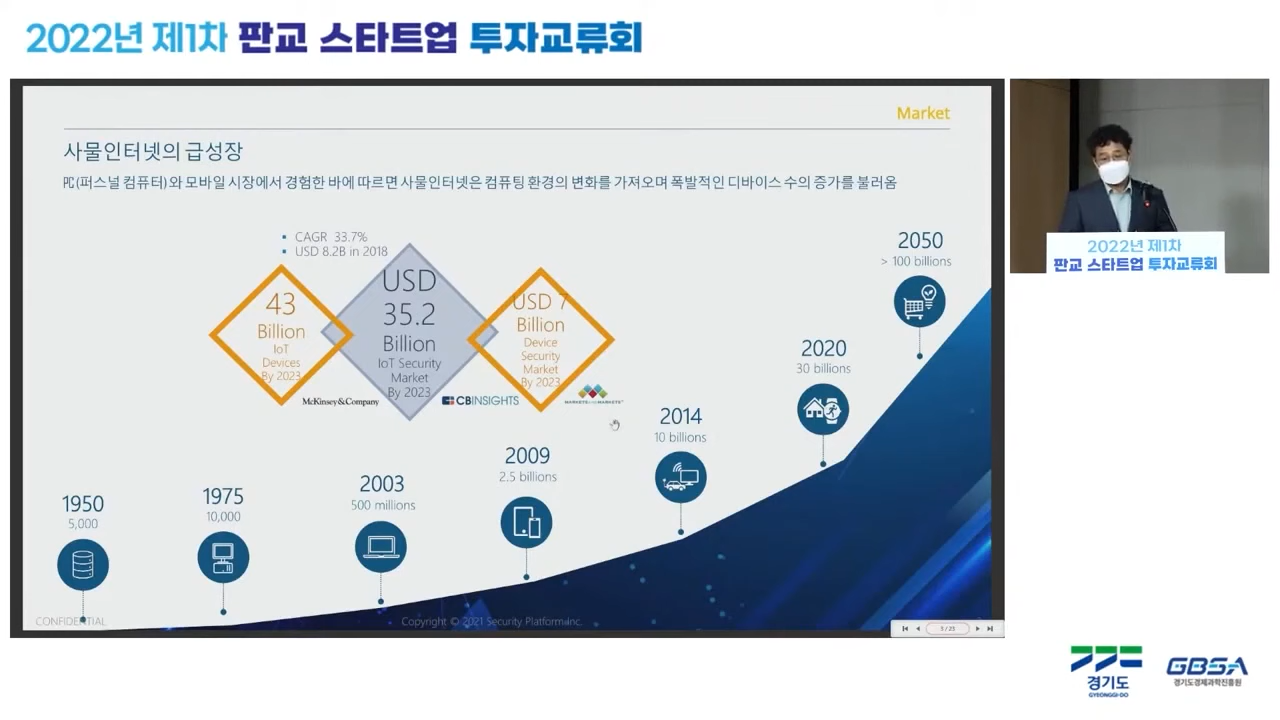 2022년 제1차 판교 스타트업 투자교류회
Market
사물인터넷의 급성장
PC(퍼스널 컴퓨터)와 모바일 시장에서 경험한 바에 따르면 사물인터넷은 컴퓨팅 환경의 변화를 가져오며 폭발적인 디바이스 수의 증가를 불러옴
▪ CAGR 33.7%
▪ USD 8.2B in 2018
43
Billion
IoT
Devices
By 2023
McKinsey&Company
USD
35.2
Billion
IoT Security
Market
By 2023
CBINSIGHTS
USD 7
Billion
Device
Security
Market
By 2023
MARKETSANDMARKETS
1950
5,000
1975
10,000
2003
500 millions
2009
2.5 billions
2014
10 billions
2020
30 billions
2050
> 100 billions
CONFIDENTIAL
Copyright © 2021 Security Platform Inc.
3 / 23
2022년 제1차
판교 스타트업 투자교류회
경기도
GYEONGGI-DO
GBSA
경기도경제과학진흥원